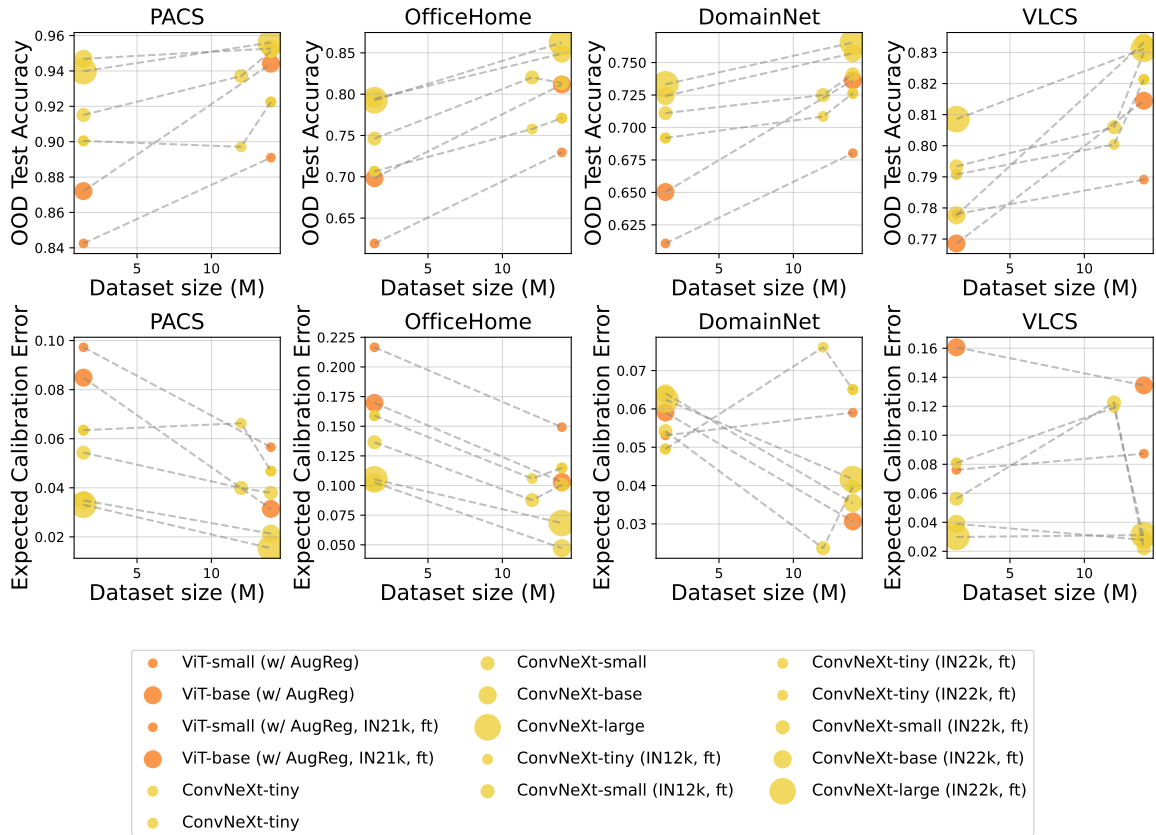 PACS
OfficeHome
DomainNet
VLCS
OOD Test Accuracy
0.96
0.94
0.92
0.90
0.88
0.86
0.84
5
10
Dataset size (M)
OOD Test Accuracy
0.85
0.80
0.75
0.70
0.65
5
10
Dataset size (M)
OOD Test Accuracy
0.750
0.725
0.700
0.675
0.650
0.625
5
10
Dataset size (M)
OOD Test Accuracy
0.83
0.82
0.81
0.80
0.79
0.78
0.77
5
10
Dataset size (M)
PACS
OfficeHome
DomainNet
VLCS
Expected Calibration Error
0.10
0.08
0.06
0.04
0.02
5
10
Dataset size (M)
Expected Calibration Error
0.225
0.200
0.175
0.150
0.125
0.100
0.075
0.050
5
10
Dataset size (M)
Expected Calibration Error
0.07
0.06
0.05
0.04
0.03
5
10
Dataset size (M)
Expected Calibration Error
0.16
0.14
0.12
0.10
0.08
0.06
0.04
0.02
5
10
Dataset size (M)
ViT-small (w/ AugReg)
ViT-base (w/ AugReg)
ViT-small (w/ AugReg, IN21k, ft)
ViT-base (w/ AugReg, IN21k, ft)
ConvNeXt-tiny
ConvNeXt-tiny
ConvNeXt-small
ConvNeXt-base
ConvNeXt-large
ConvNeXt-tiny (IN12k, ft)
ConvNeXt-small (IN12k, ft)
ConvNeXt-tiny (IN22k, ft)
ConvNeXt-tiny (IN22k, ft)
ConvNeXt-small (IN22k, ft)
ConvNeXt-base (IN22k, ft)
ConvNeXt-large (IN22k, ft)